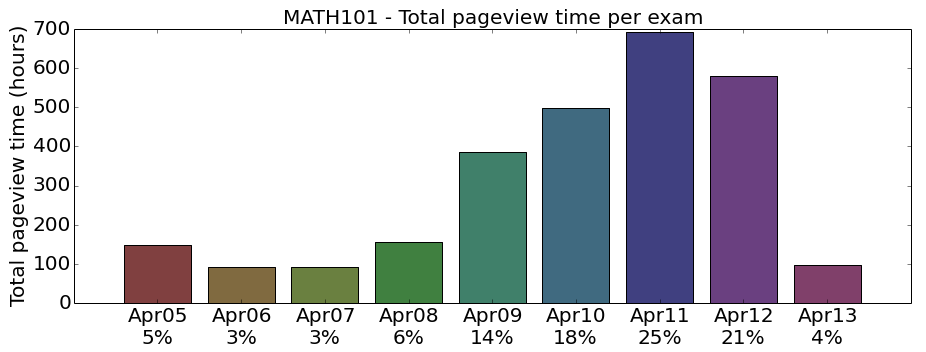 MATH101 - Total pageview time per exam
Total pageview time (hours)
700
600
500
400
300
200
100
0
Apr05 Apr06 Apr07 Apr08 Apr09 Apr10 Apr11 Apr12 Apr13
5% 3% 3% 6% 14% 18% 25% 21% 4%